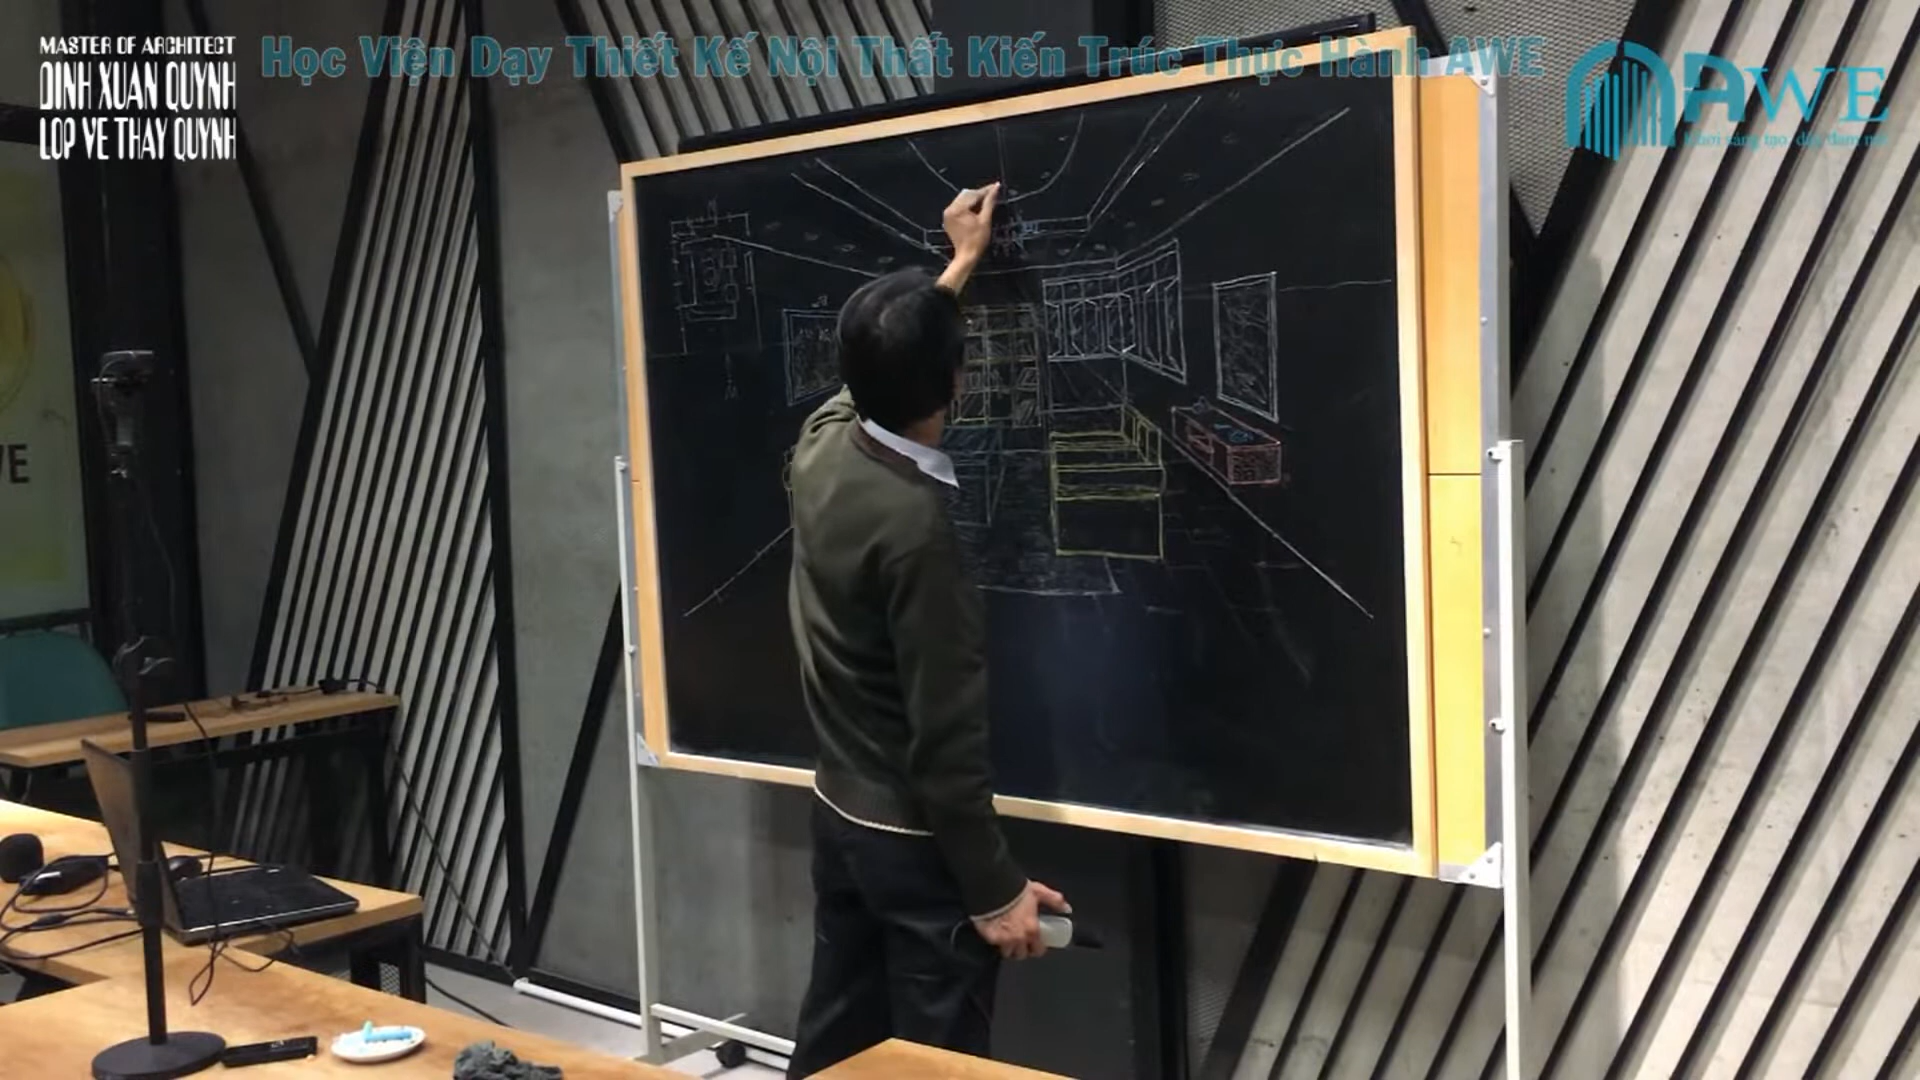 MASTER OF ARCHITECT
DINH XUAN QUYNH
LOP VE THAY QUYNH
Học Viện Dạy Thiết Kế Nội Thất Kiến Trúc Thực Hành AWE
AWE
WE